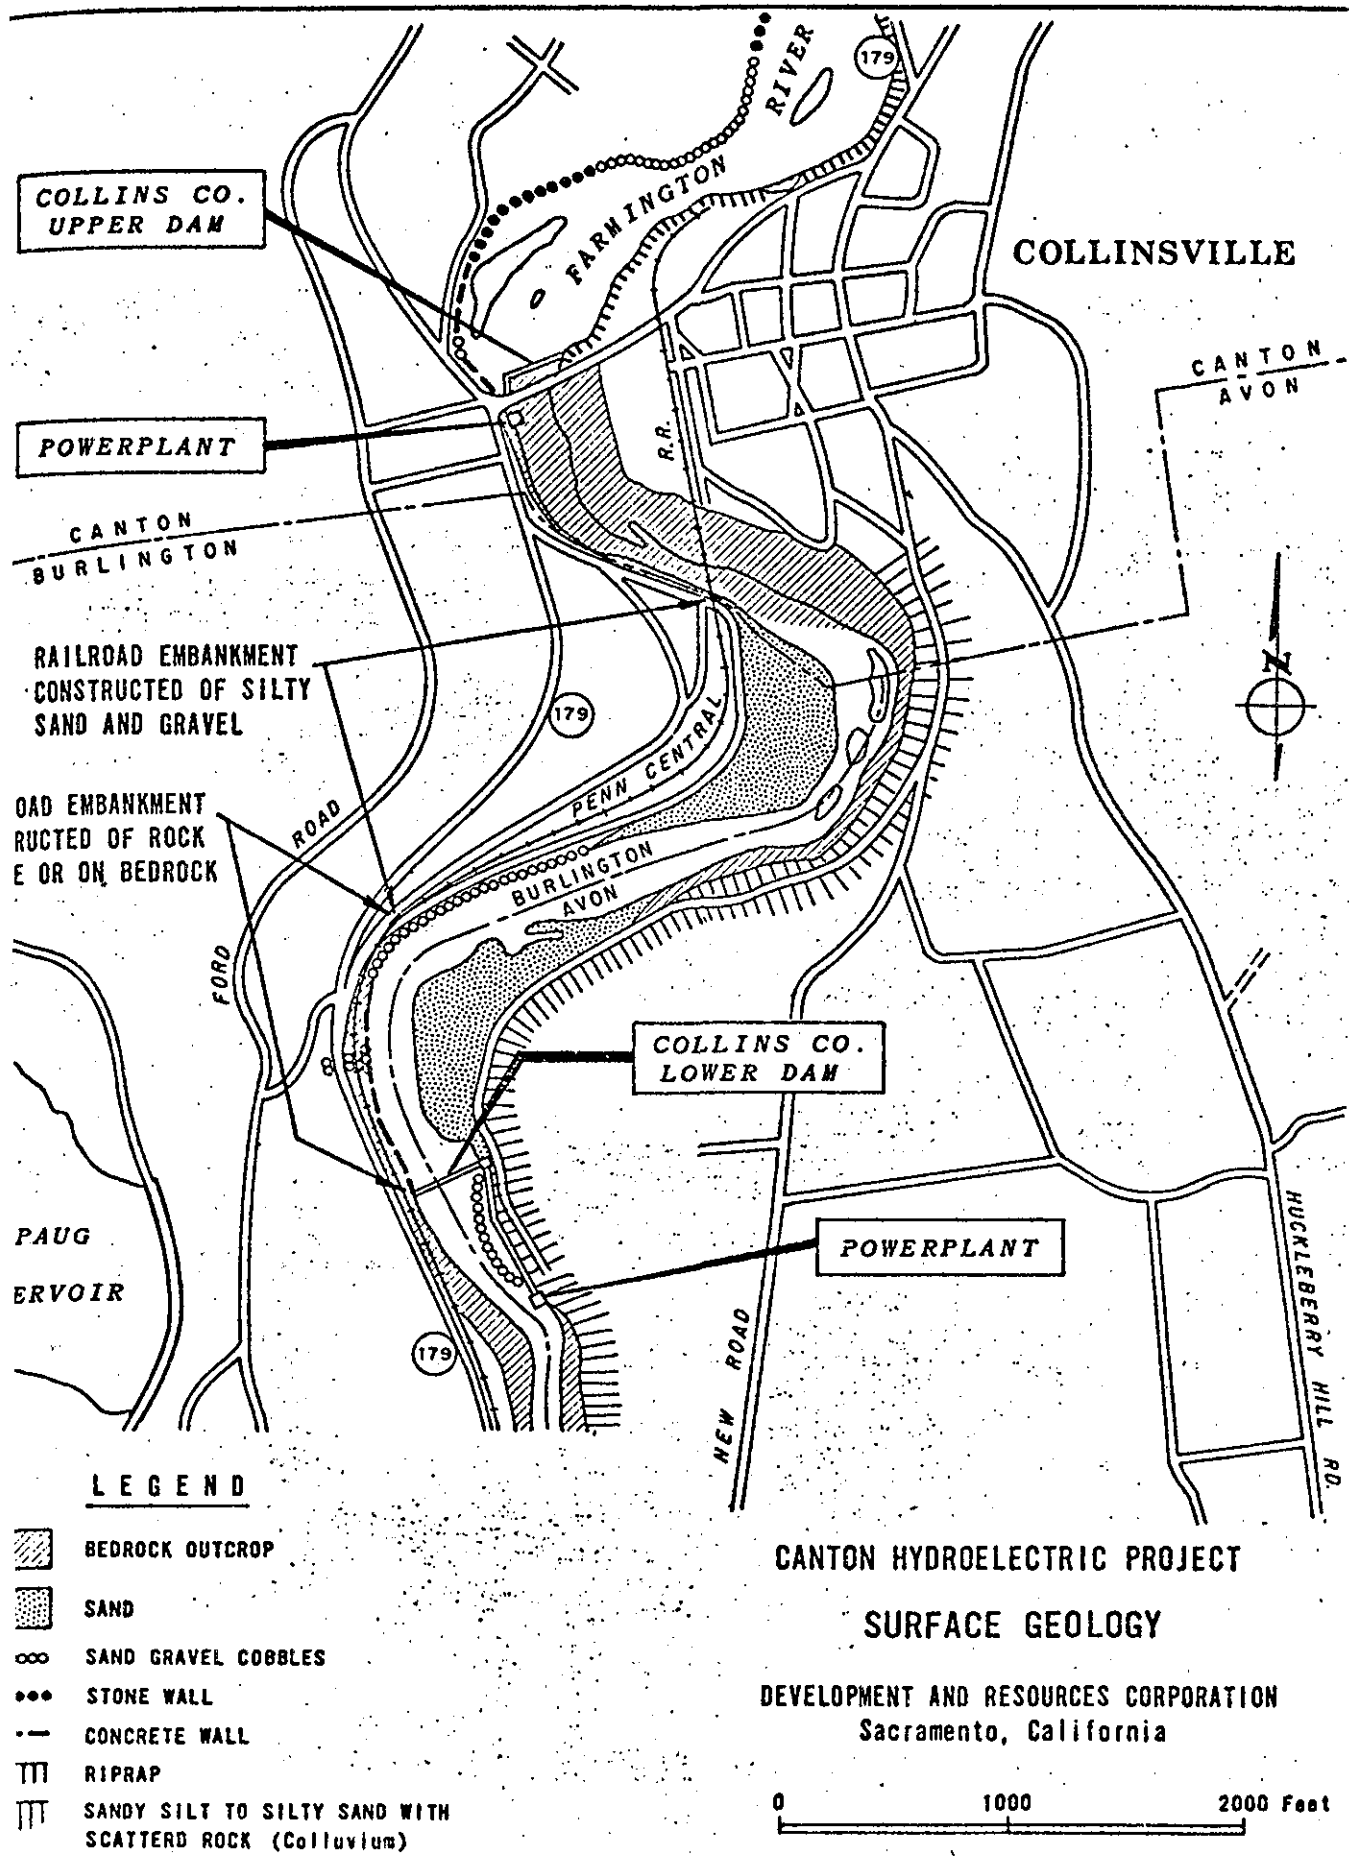 179
RIVER
FARMINGTON
COLLINS CO.
UPPER DAM
COLLINSVILLE
CANTON
AVON
POWERPLANT
R.R.
CANTON
BURLINGTON
N
RAILROAD EMBANKMENT
CONSTRUCTED OF SILTY
SAND AND GRAVEL
179
PENN CENTRAL
OAD EMBANKMENT
RUCTED OF ROCK
E OR ON BEDROCK
ROAD
FORD
BURLINGTON
AVON
COLLINS CO.
LOWER DAM
POWERPLANT
PAUG
ERVOIR
179
NEW ROAD
HUCKLEBERRY HILL RD.
LEGEND
BEDROCK OUTCROP
SAND
SAND GRAVEL COBBLES
STONE WALL
CONCRETE WALL
RIPRAP
SANDY SILT TO SILTY SAND WITH
SCATTERD ROCK (Colluvium)
CANTON HYDROELECTRIC PROJECT
SURFACE GEOLOGY
DEVELOPMENT AND RESOURCES CORPORATION
Sacramento, California
0 1000 2000 Feet